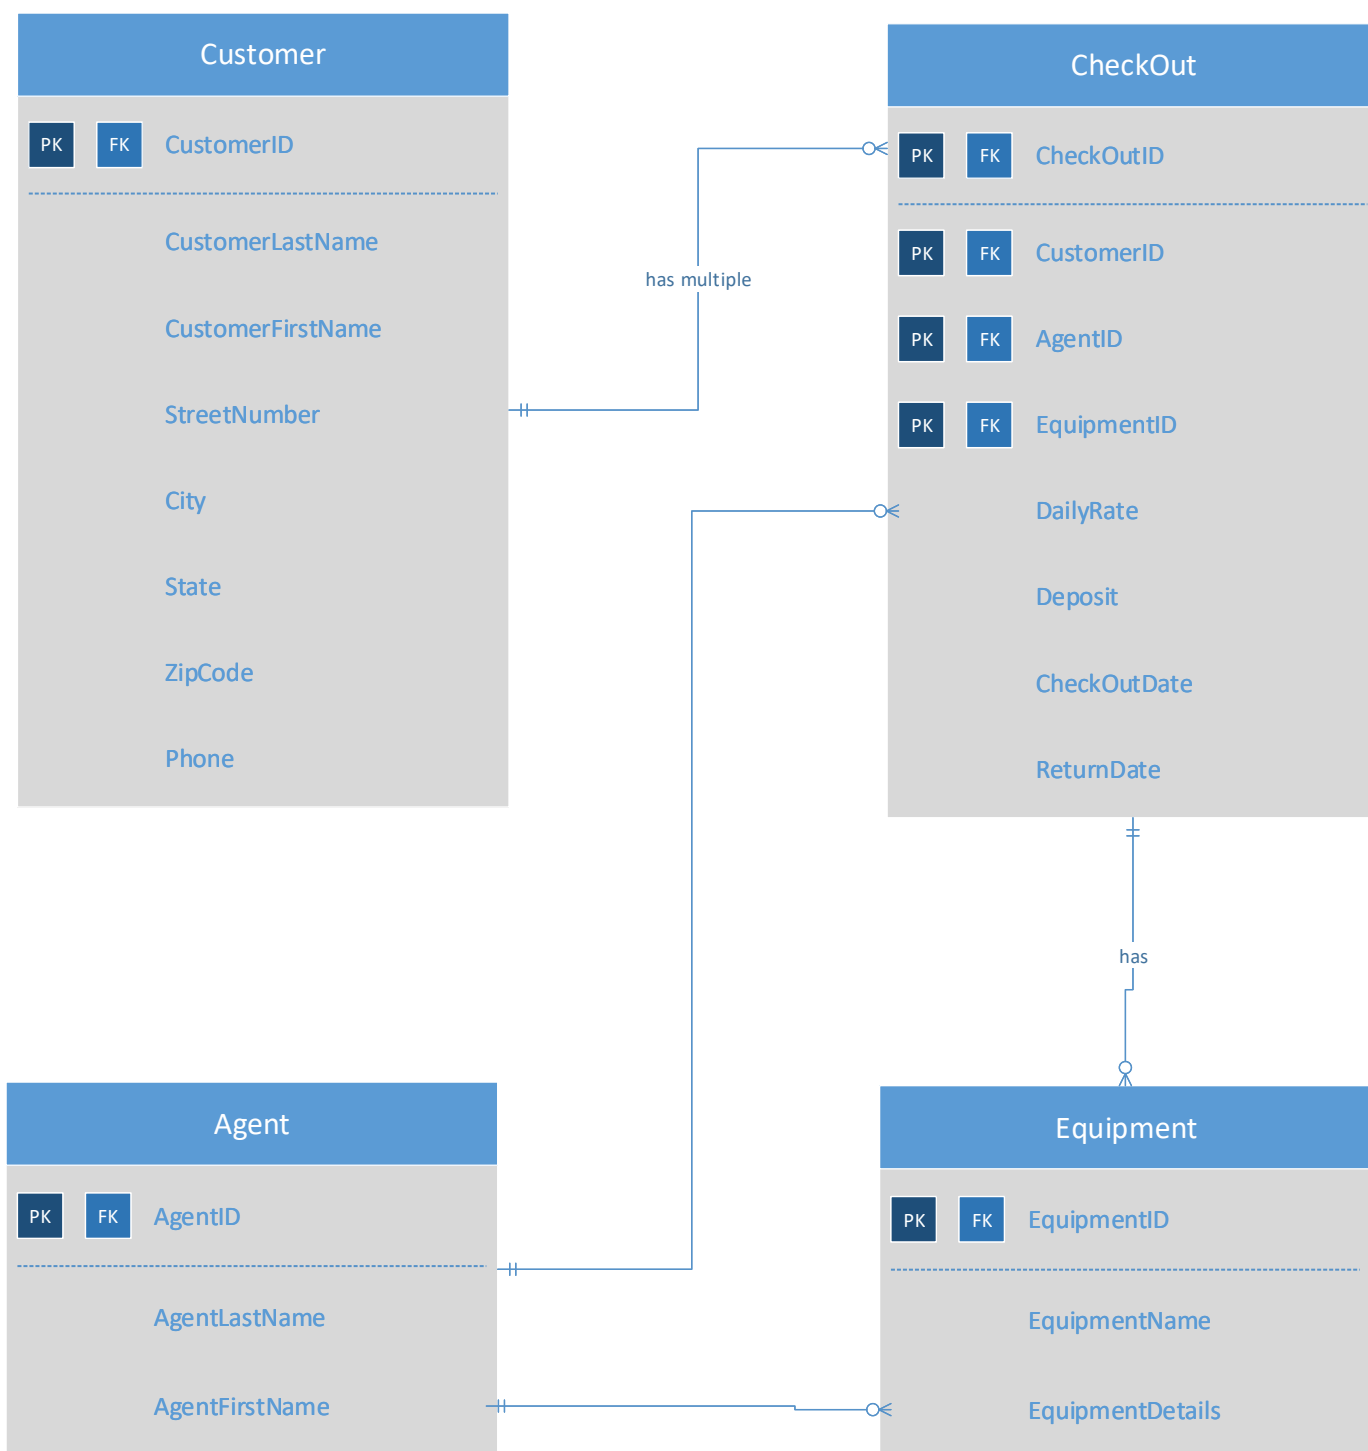 Customer
PK FK CustomerID
CustomerLastName
CustomerFirstName
StreetNumber
City
State
ZipCode
Phone
has multiple
CheckOut
PK FK CheckOutID
PK FK CustomerID
PK FK AgentID
PK FK EquipmentID
DailyRate
Deposit
CheckOutDate
ReturnDate
has
Agent
PK FK AgentID
AgentLastName
AgentFirstName
Equipment
PK FK EquipmentID
EquipmentName
EquipmentDetails